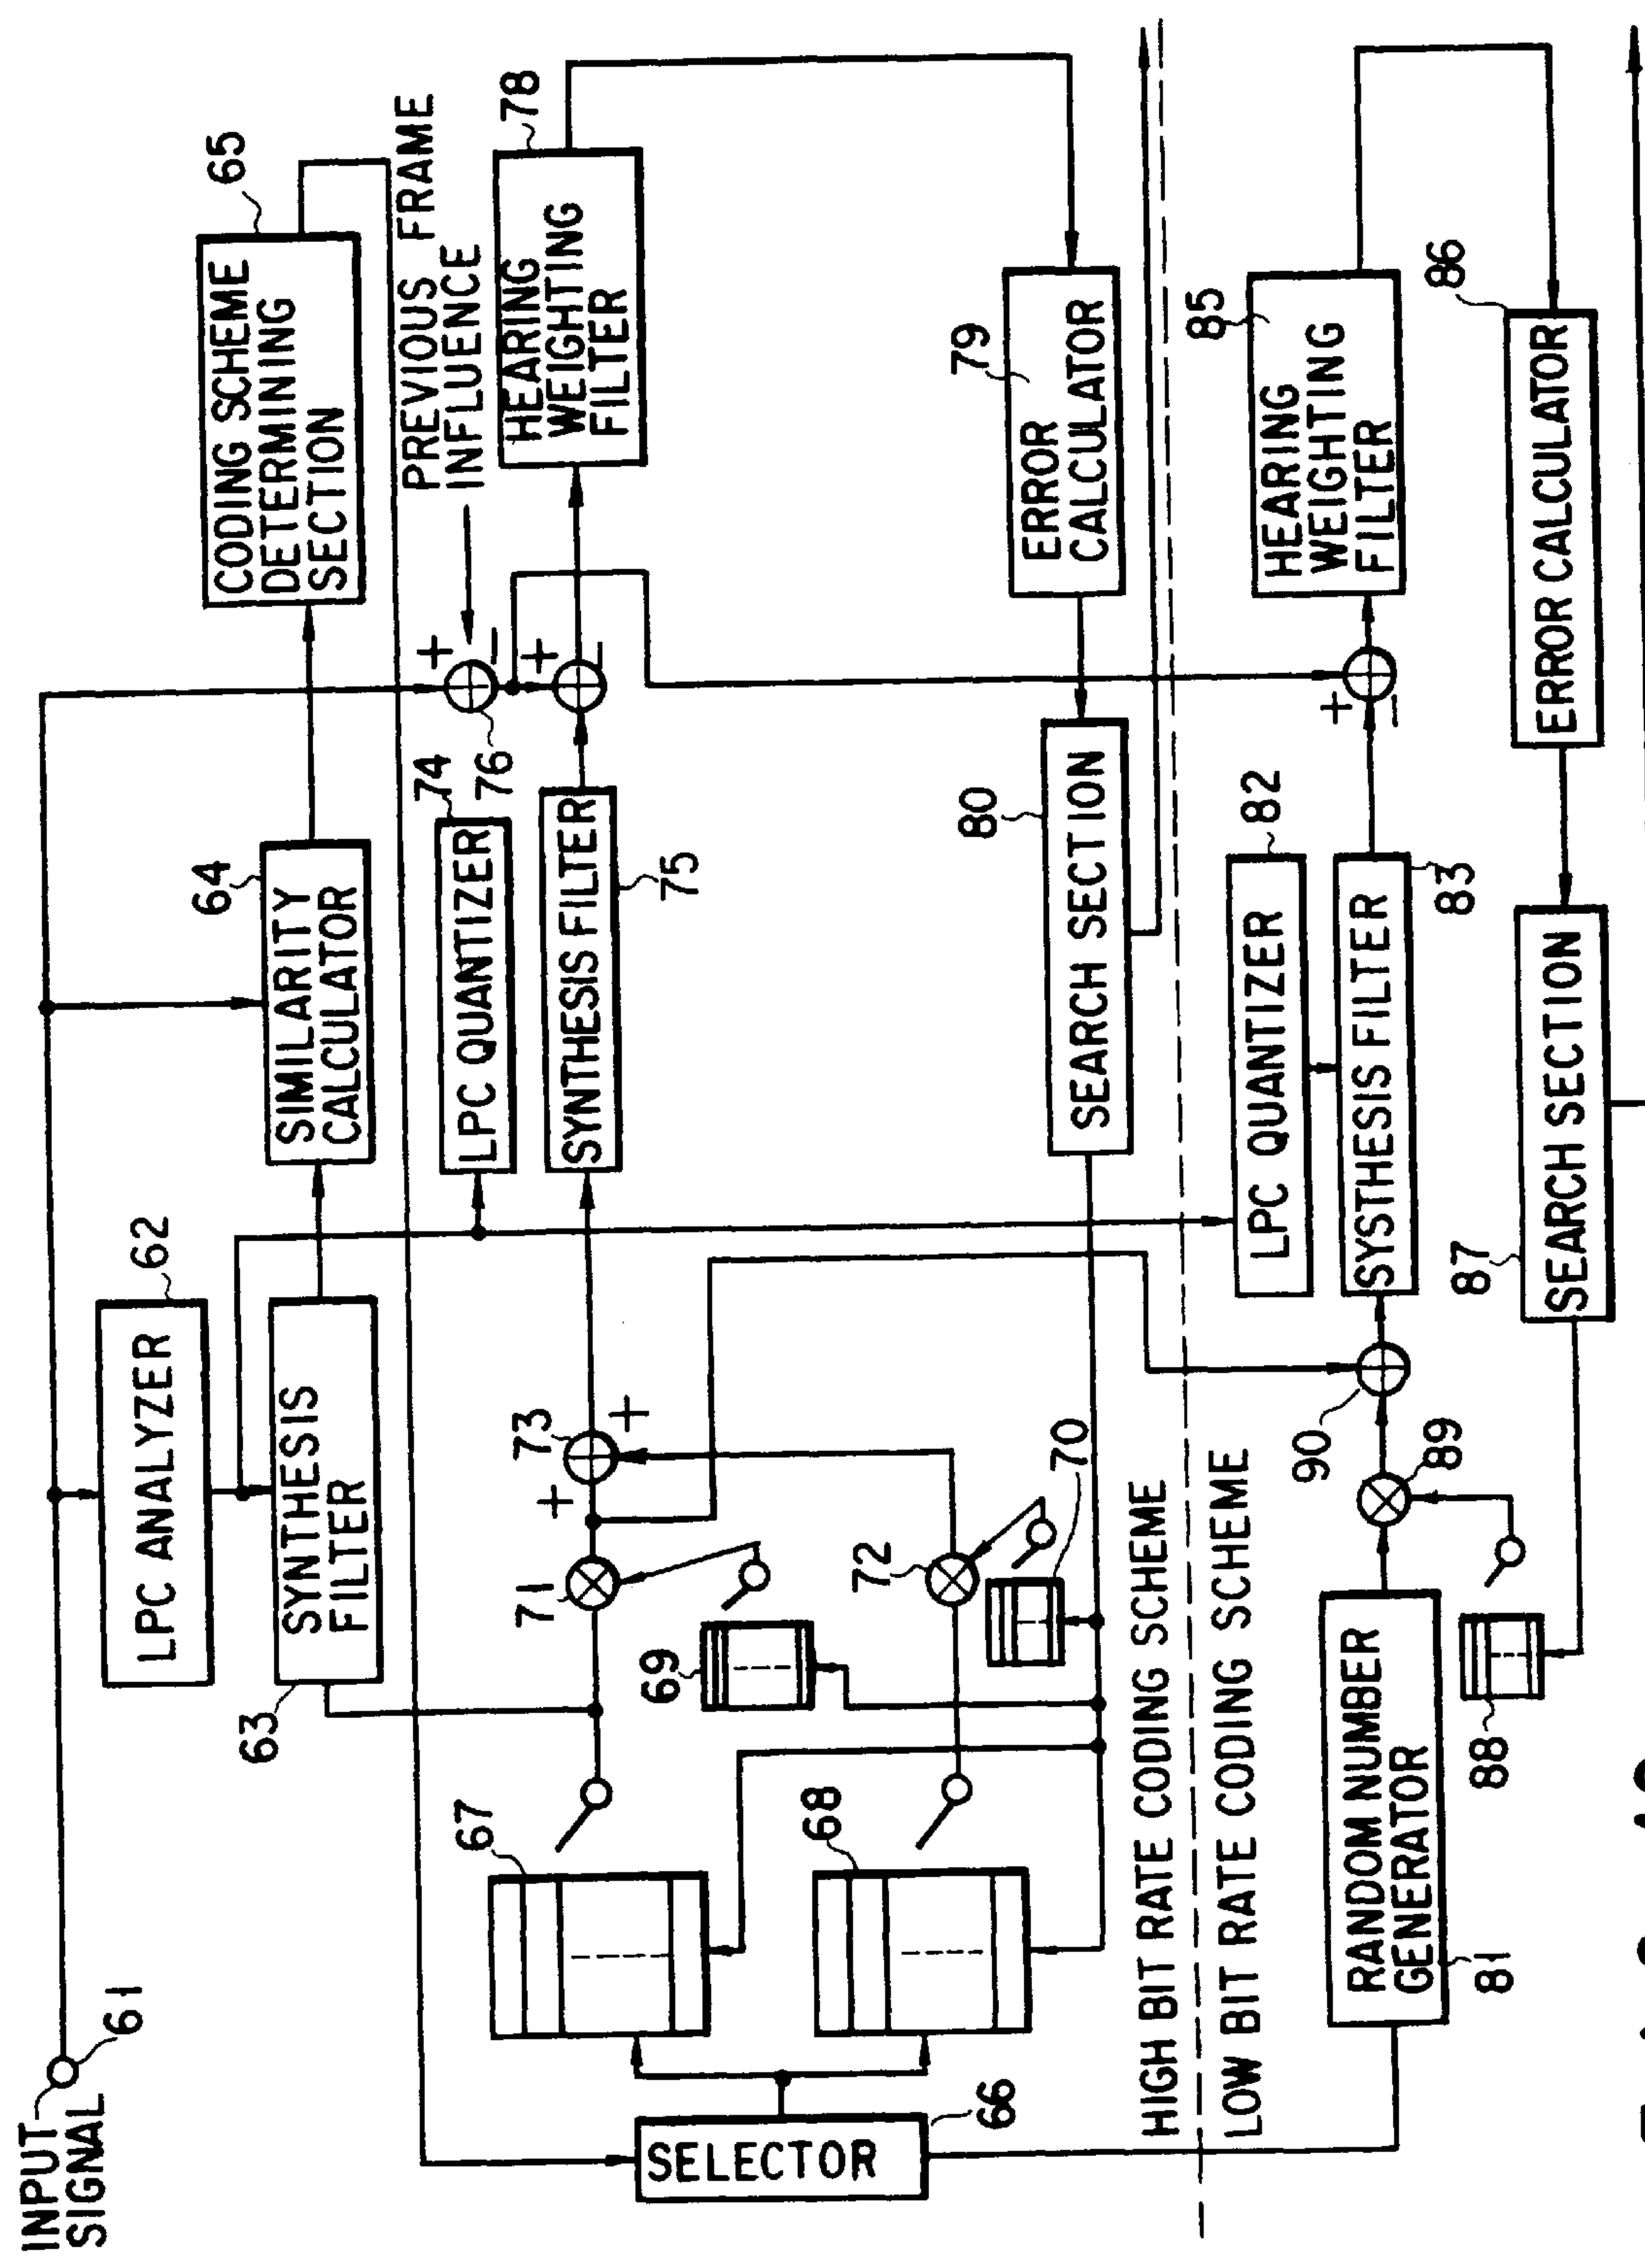 INPUT
SIGNAL
61
LPC ANALYZER
62
SYNTHESIS
FILTER
63
SIMILARITY
CALCULATOR
64
CODING SCHEME
DETERMINING
SECTION
65
PREVIOUS FRAME
INFLUENCE
SELECTOR
66
67
68
69
70
71
72
73
+
+
LPC QUANTIZER
74
SYNTHESIS FILTER
75
76
+
−
+
−
HEARING
WEIGHTING
FILTER
78
ERROR
CALCULATOR
79
SEARCH SECTION
80
HIGH BIT RATE CODING SCHEME
LOW BIT RATE CODING SCHEME
RANDOM NUMBER
GENERATOR
81
LPC QUANTIZER
82
SYSTHESIS FILTER
83
+
−
HEARING
WEIGHTING
FILTER
85
ERROR CALCULATOR
86
SEARCH SECTION
87
88
89
90